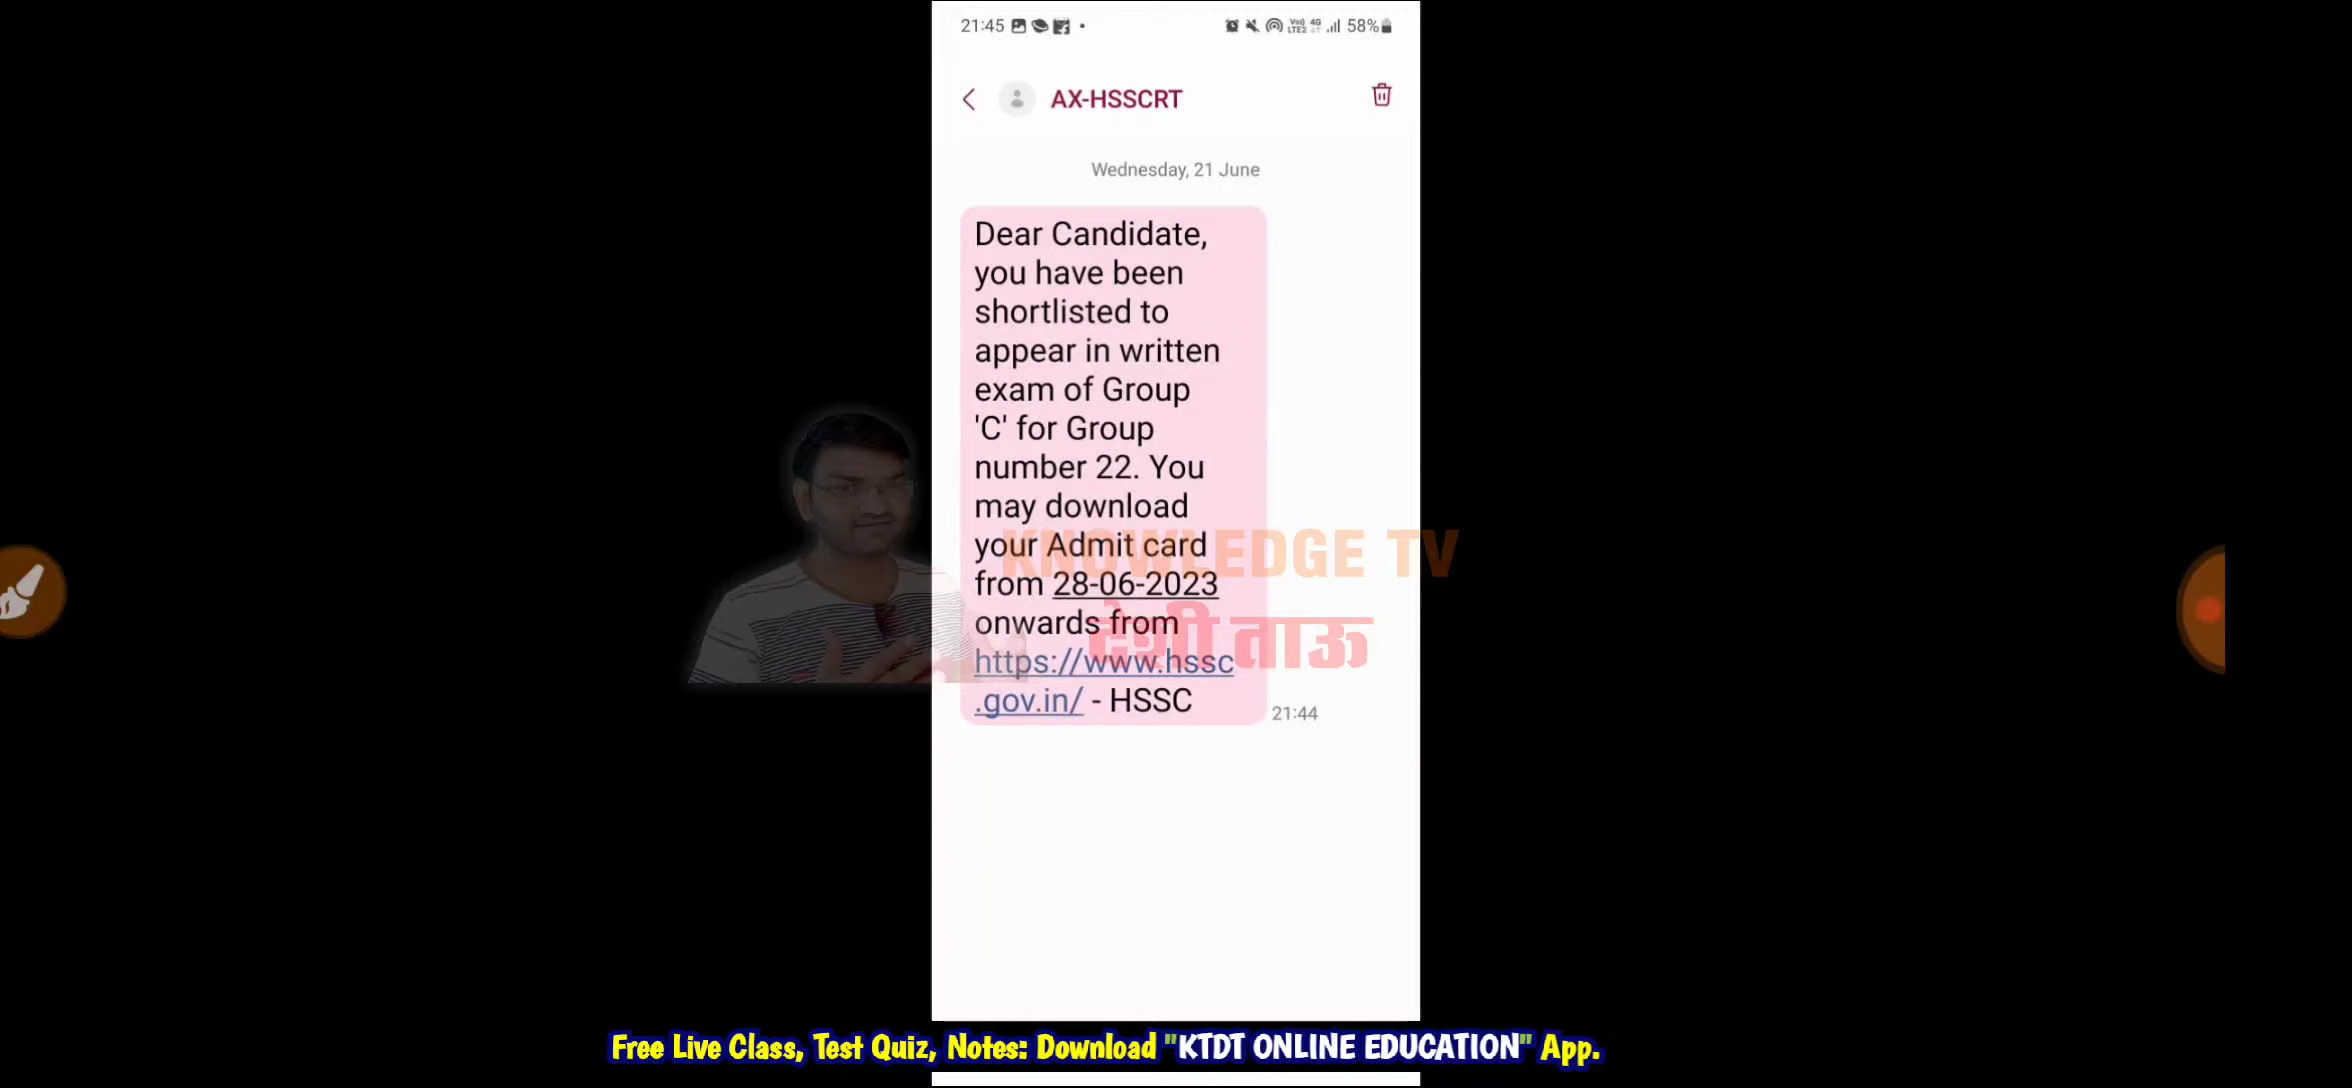 21:45
VoLTE2 4G 58%
AX-HSSCRT
Wednesday, 21 June
Dear Candidate,
you have been
shortlisted to
appear in written
exam of Group
'C' for Group
number 22. You
may download
your Admit card
from 28-06-2023
onwards from
https://www.hssc
.gov.in/ - HSSC
21:44
KNOWLEDGE TV
देशी ताऊ
Free Live Class, Test Quiz, Notes: Download "KTDT ONLINE EDUCATION" App.